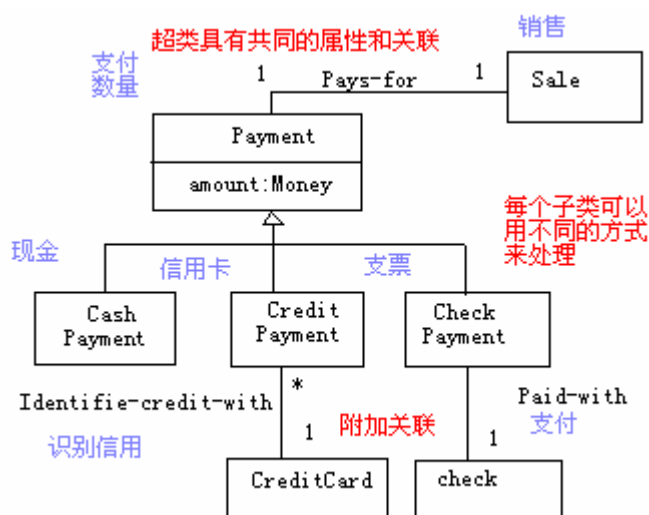 超类具有共同的属性和关联
销售
支付
数量
1
Pays-for
1
Sale
Payment
amount:Money
每个子类可以
用不同的方式
来处理
现金
信用卡
支票
Cash
Payment
Credit
Payment
Check
Payment
*
Identifie-credit-with
Paid-with
识别信用
1
附加关联
1
支付
CreditCard
check